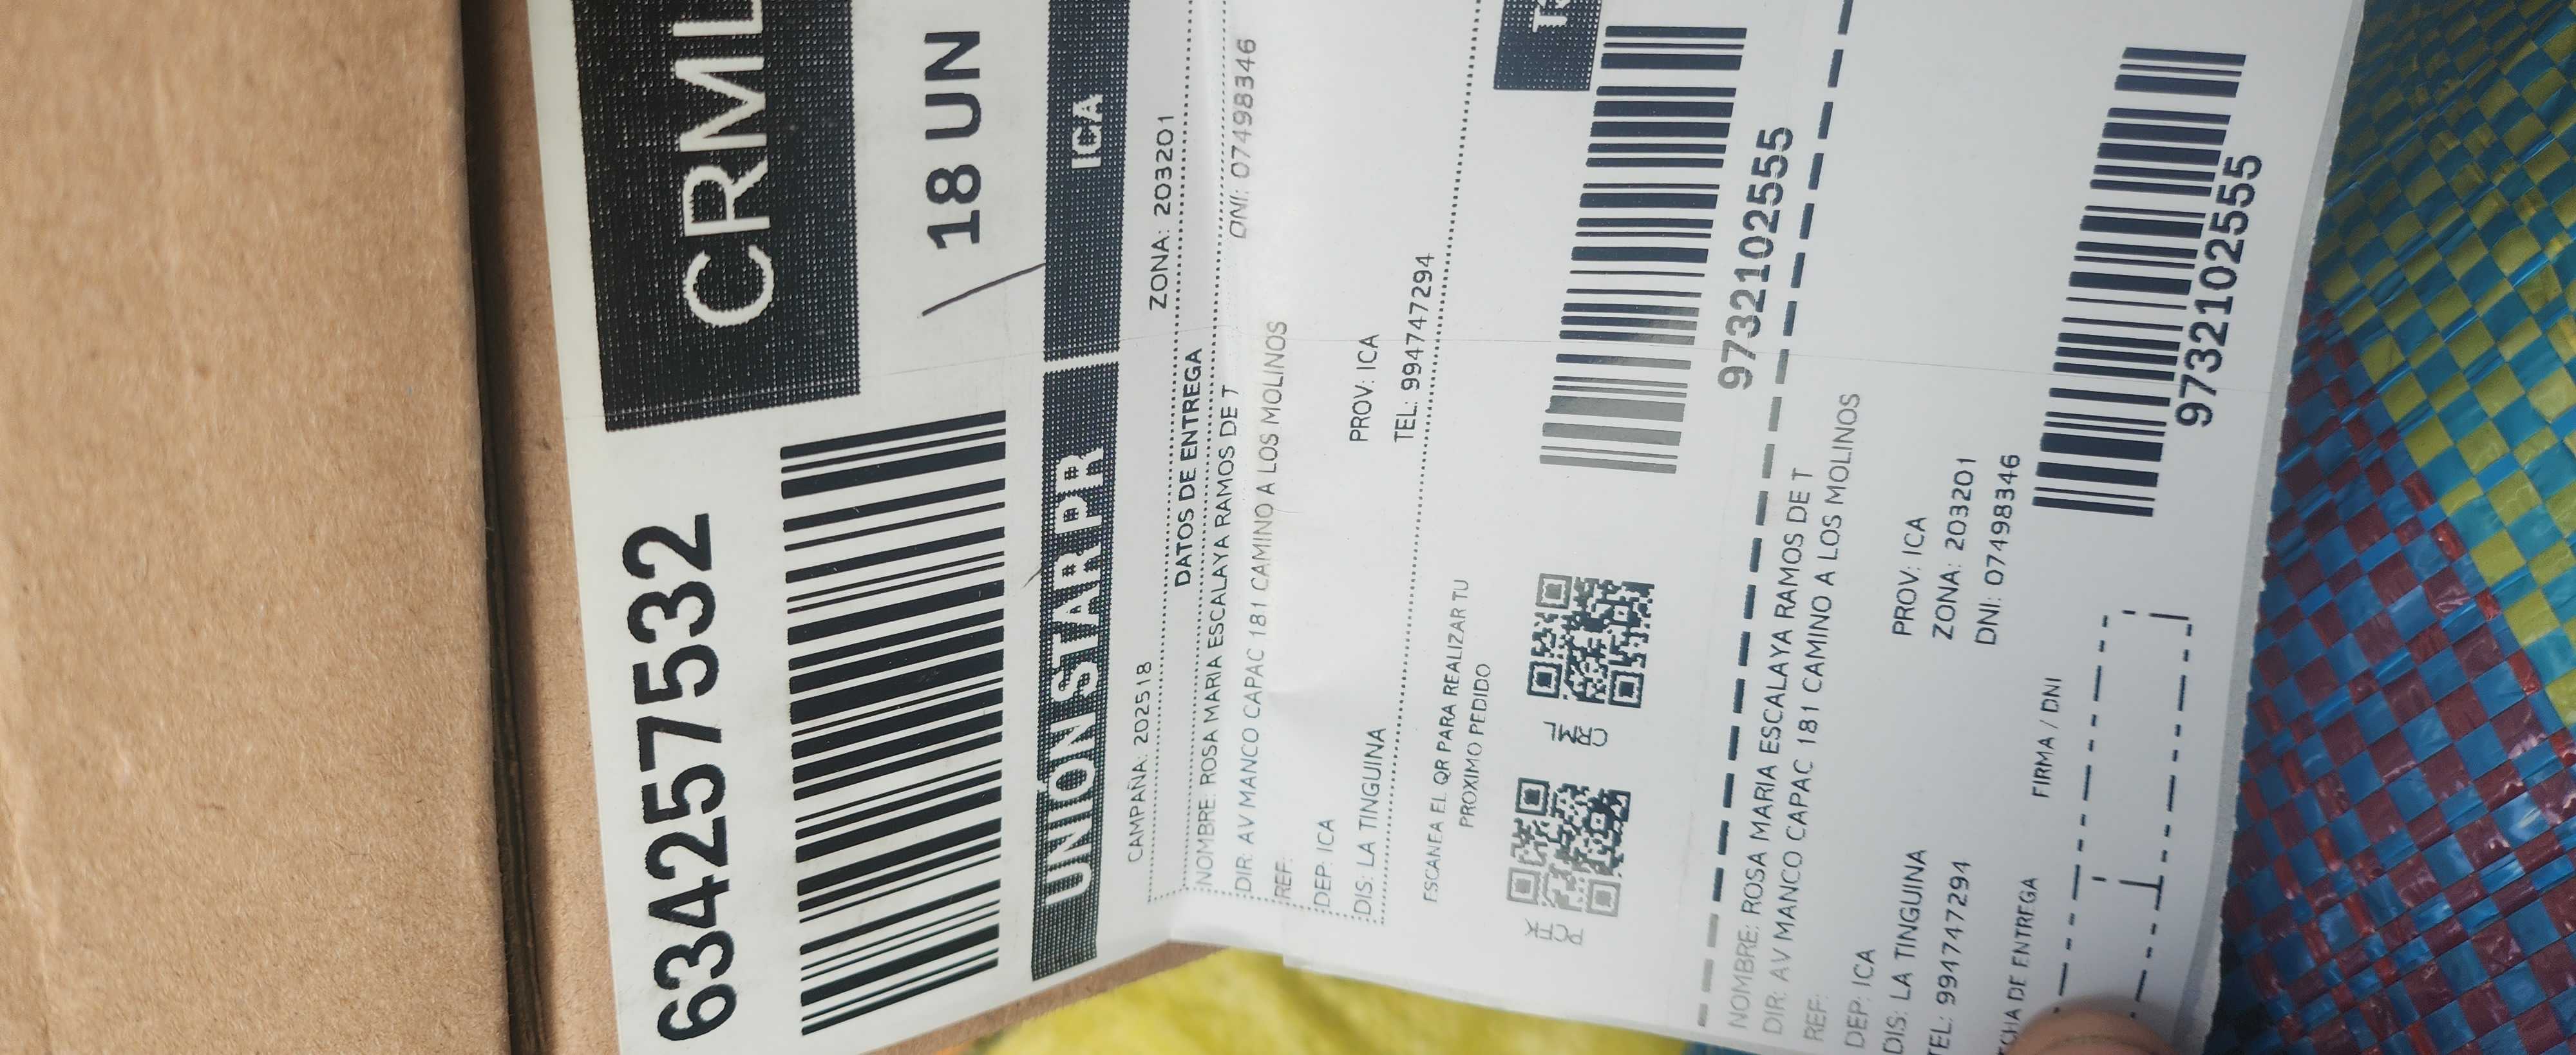 634257532
CRML
18 UN
UNIÓN STAR PR
ICA
CAMPAÑA: 202518
ZONA: 203201
DATOS DE ENTREGA
NOMBRE: ROSA MARIA ESCALAYA RAMOS DE T
DIR: AV MANCO CAPAC 181 CAMINO A LOS MOLINOS
DNI: 07498346
REF:
DEP: ICA
PROV: ICA
DIS: LA TINGUINA
TEL: 994747294
ESCANEA EL QR PARA REALIZAR TU
PROXIMO PEDIDO
9732102555
NOMBRE: ROSA MARIA ESCALAYA RAMOS DE T
DIR: AV MANCO CAPAC 181 CAMINO A LOS MOLINOS
REF:
DEP: ICA
PROV: ICA
DIS: LA TINGUINA
ZONA: 203201
TEL: 994747294
DNI: 07498346
DE ENTREGA
FIRMA / DNI
9732102555